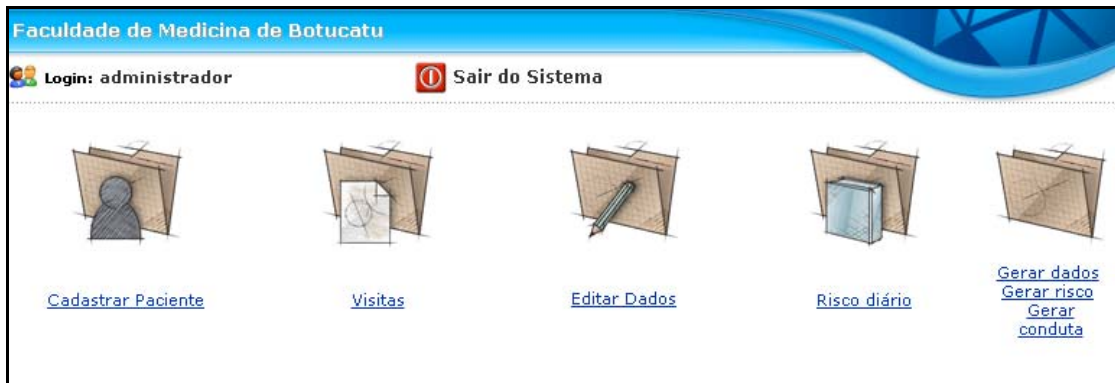 Faculdade de Medicina de Botucatu
Login: administrador
Sair do Sistema
Cadastrar Paciente
Visitas
Editar Dados
Risco diário
Gerar dados
Gerar risco
Gerar
conduta